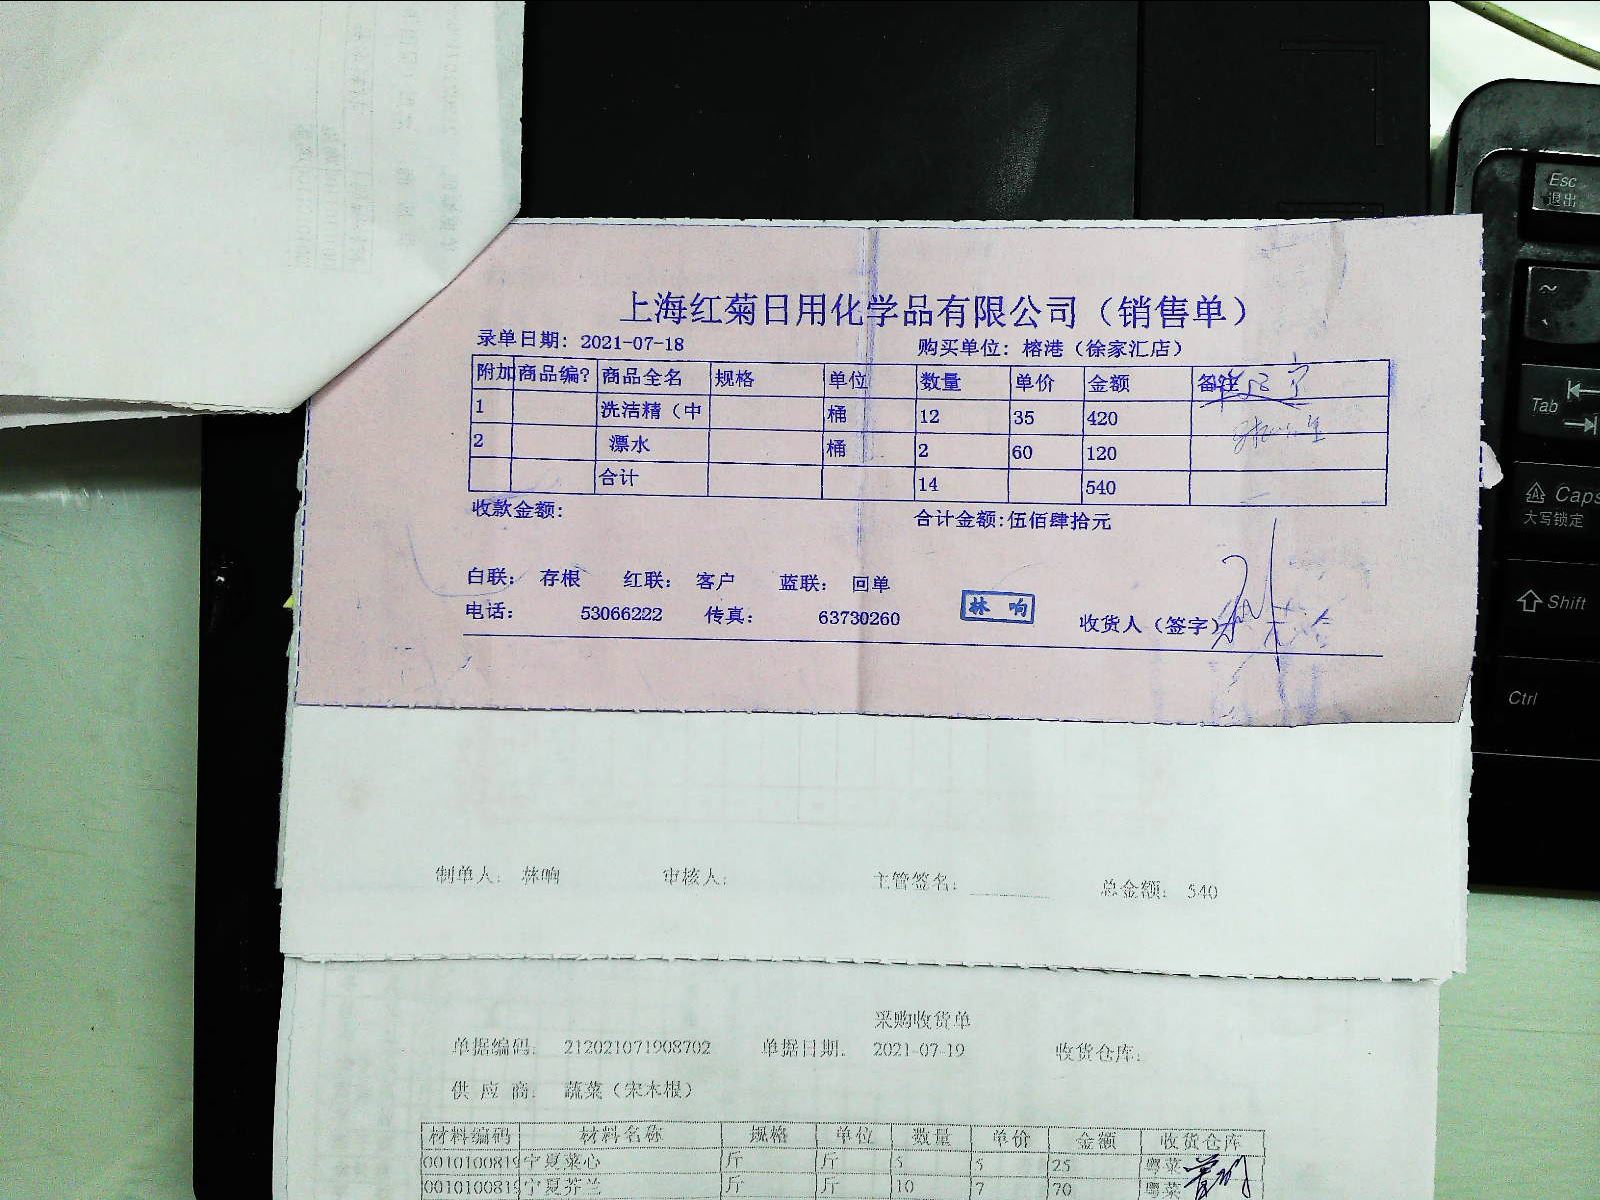 上海红菊日用化学品有限公司（销售单）
录单日期: 2021-07-18 购买单位: 榕港（徐家汇店）
附加 商品编? 商品全名 规格 单位 数量 单价 金额 备注
1 洗洁精（中 桶 12 35 420
2 漂水 桶 2 60 120
合计 14 540
收款金额: 合计金额:伍佰肆拾元
白联： 存根 红联： 客户 蓝联： 回单
电话： 53066222 传真： 63730260 林响 收货人（签字）
制单人: 林响 审核人: 主管签名: 总金额: 540
采购收货单
单据编码: 212021071908702 单据日期: 2021-07-19 收货仓库:
供 应 商: 蔬菜（宋木根）
材料编码 材料名称 规格 单位 数量 单价 金额 收货仓库
0010100819 宁夏菜心 斤 斤 5 5 25 粤菜
0010100819 宁夏芥兰 斤 斤 10 7 70 粤菜
Esc
退出
~
Tab
Caps
大写锁定
Shift
Ctrl